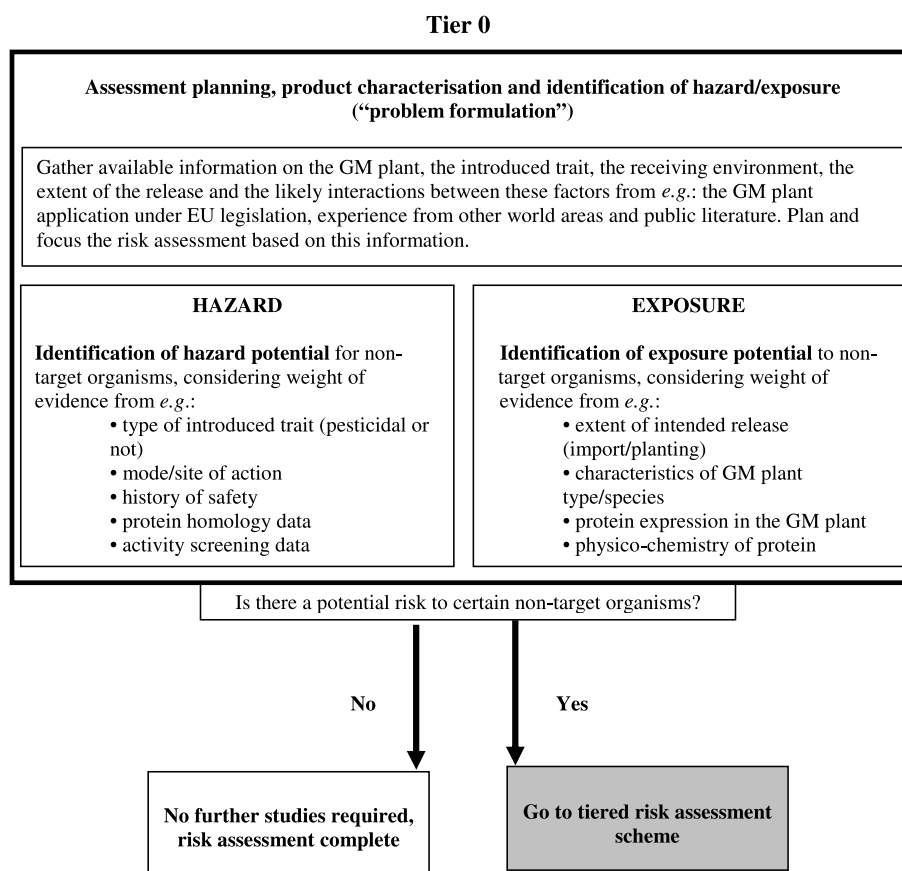 Tier 0
Assessment planning, product characterisation and identification of hazard/exposure
(“problem formulation”)
Gather available information on the GM plant, the introduced trait, the receiving environment, the
extent of the release and the likely interactions between these factors from e.g.: the GM plant
application under EU legislation, experience from other world areas and public literature. Plan and
focus the risk assessment based on this information.
HAZARD
Identification of hazard potential for non-
target organisms, considering weight of
evidence from e.g.:
• type of introduced trait (pesticidal or
not)
• mode/site of action
• history of safety
• protein homology data
• activity screening data
EXPOSURE
Identification of exposure potential to non-
target organisms, considering weight of
evidence from e.g.:
• extent of intended release
(import/planting)
• characteristics of GM plant
type/species
• protein expression in the GM plant
• physico-chemistry of protein
Is there a potential risk to certain non-target organisms?
No
Yes
No further studies required,
risk assessment complete
Go to tiered risk assessment
scheme